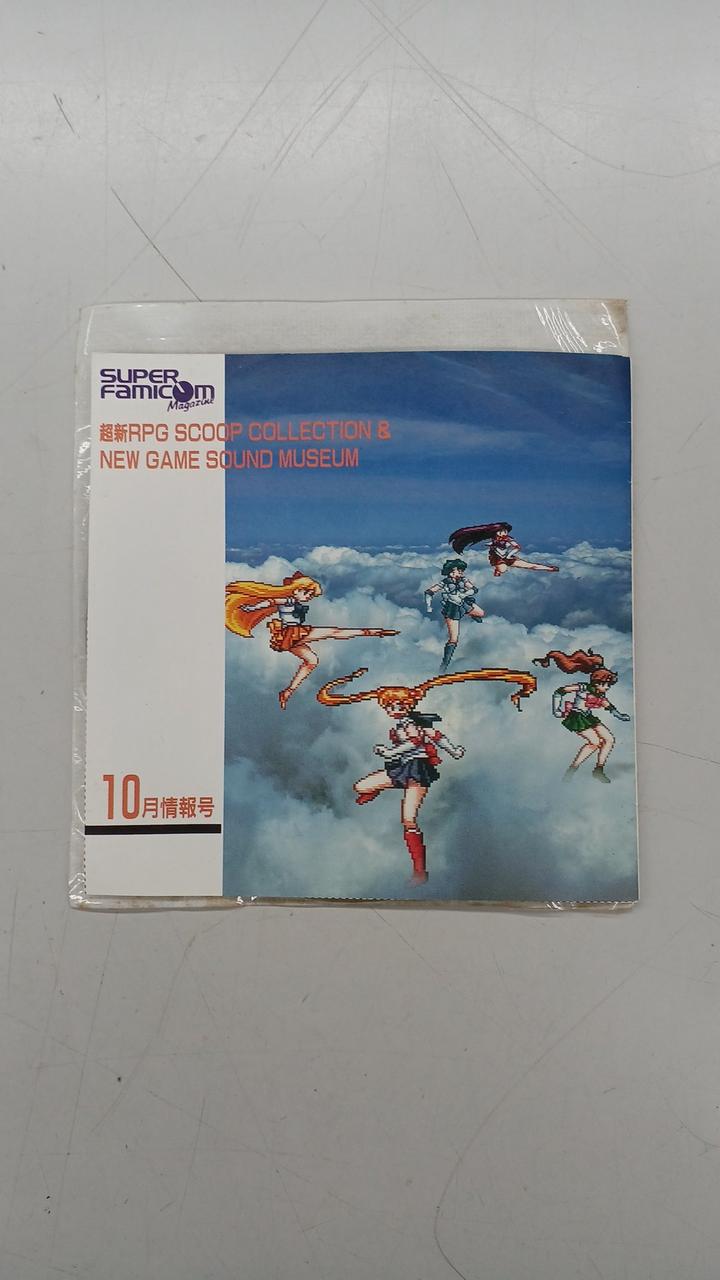 SUPER
FAMICOM
Magazine
超新RPG SCOOP COLLECTION &
NEW GAME SOUND MUSEUM
10月情報号